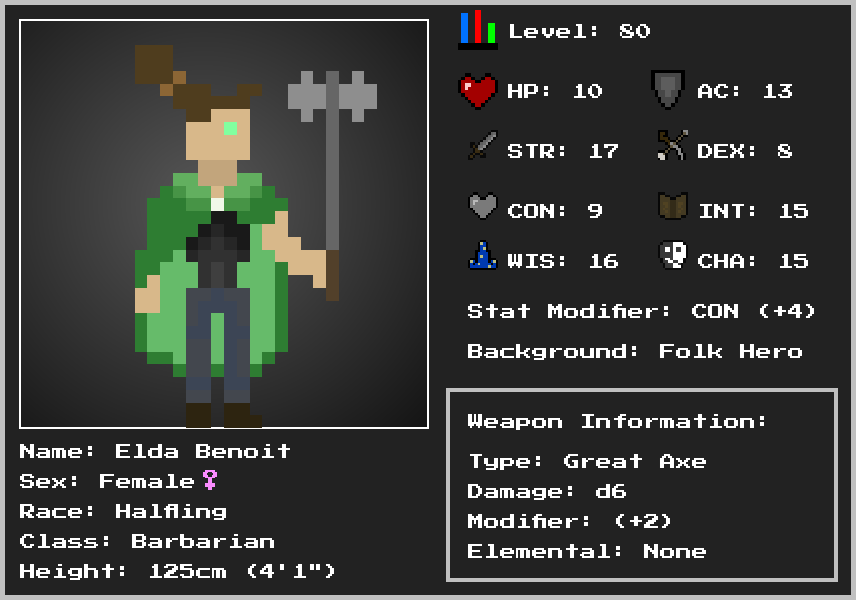 Level: 80
HP: 10
AC: 13
STR: 17
DEX: 8
CON: 9
INT: 15
WIS: 16
CHA: 15
Stat Modifier: CON (+4)
Background: Folk Hero
Name: Elda Benoit
Sex: Female♀
Race: Halfling
Class: Barbarian
Height: 125cm (4'1")
Weapon Information:
Type: Great Axe
Damage: d6
Modifier: (+2)
Elemental: None